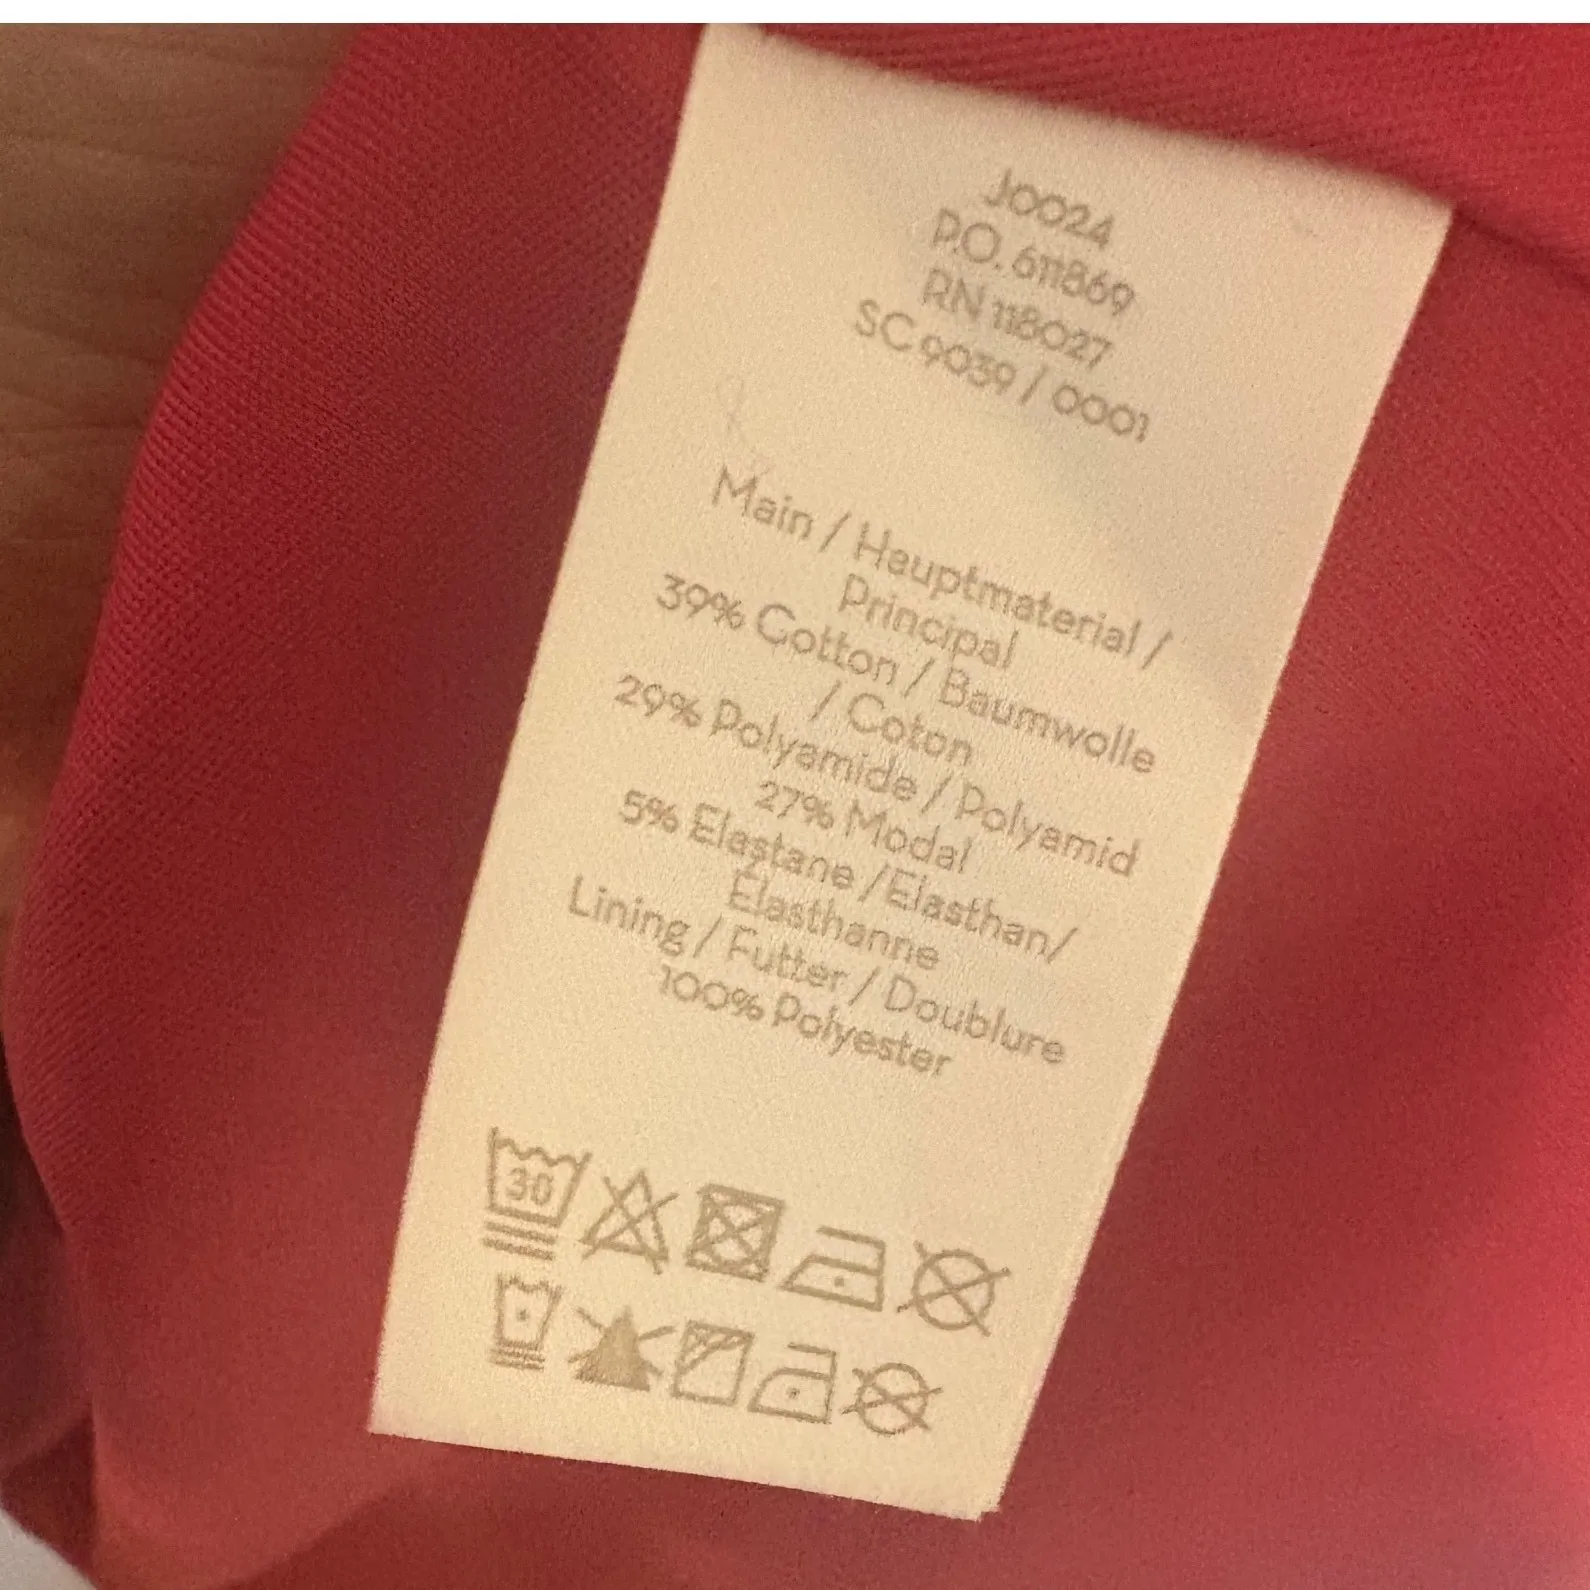 J0024
P.O. 611869
RN 118027
SC 9039 / 0001
Main / Hauptmaterial /
Principal
39% Cotton / Baumwolle
/ Coton
29% Polyamide / Polyamid
27% Modal
5% Elastane /Elasthan/
Elasthanne
Lining / Futter / Doublure
100% Polyester
30